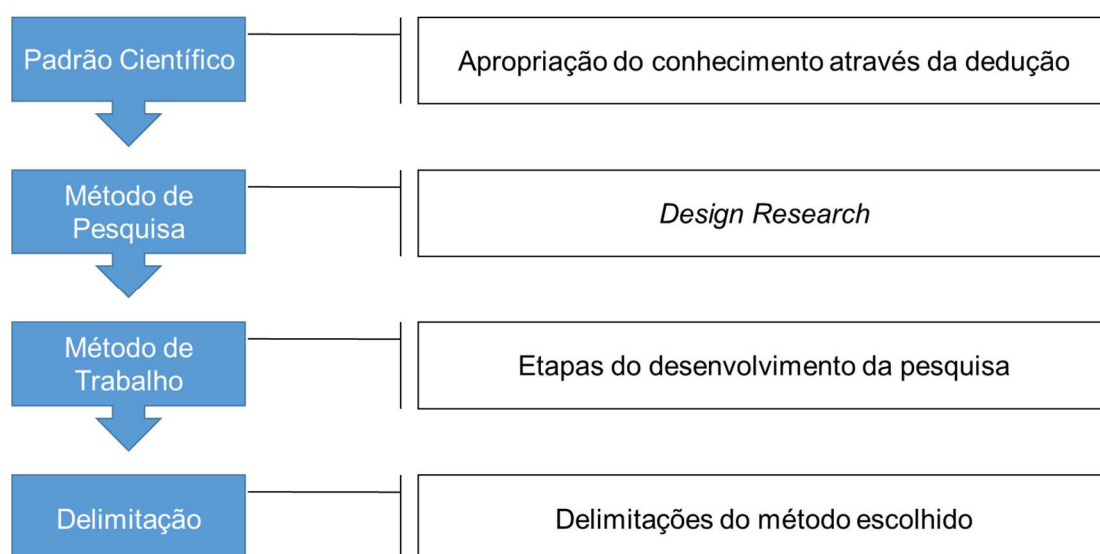 Padrão Científico
Apropriação do conhecimento através da dedução
Método de
Pesquisa
Design Research
Método de
Trabalho
Etapas do desenvolvimento da pesquisa
Delimitação
Delimitações do método escolhido